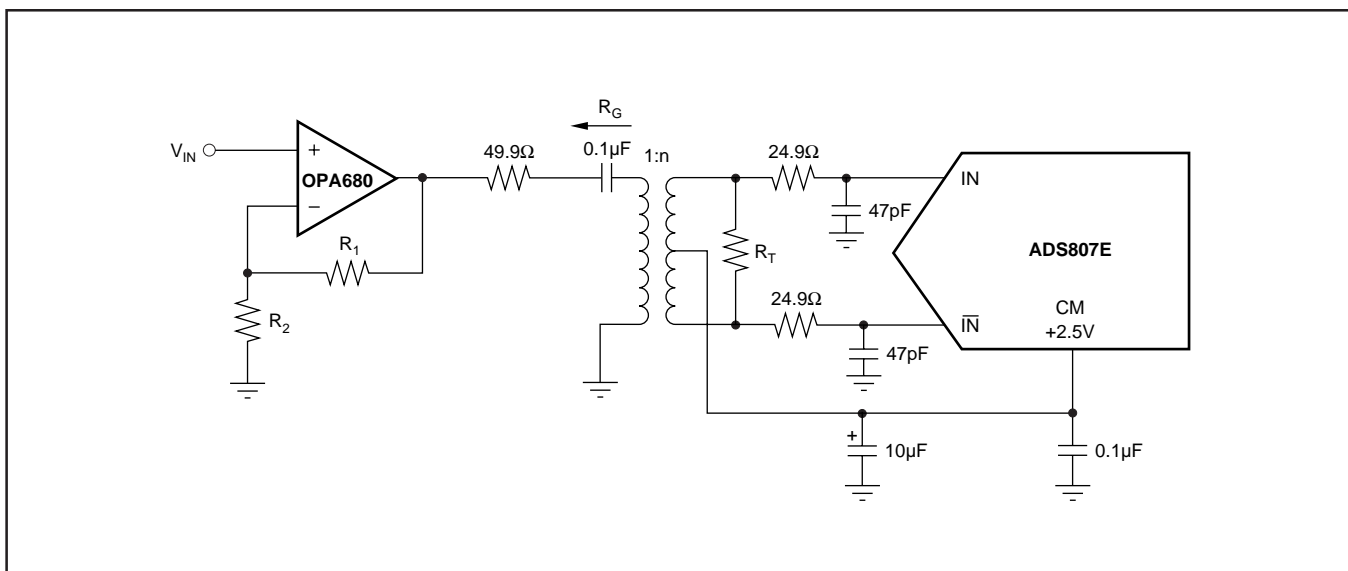 R_G
V_IN
+
OPA680
–
49.9Ω
0.1µF
1:n
24.9Ω
IN
47pF
ADS807E
R_1
R_T
R_2
24.9Ω
I̅N̅
CM
+2.5V
47pF
+
10µF
0.1µF